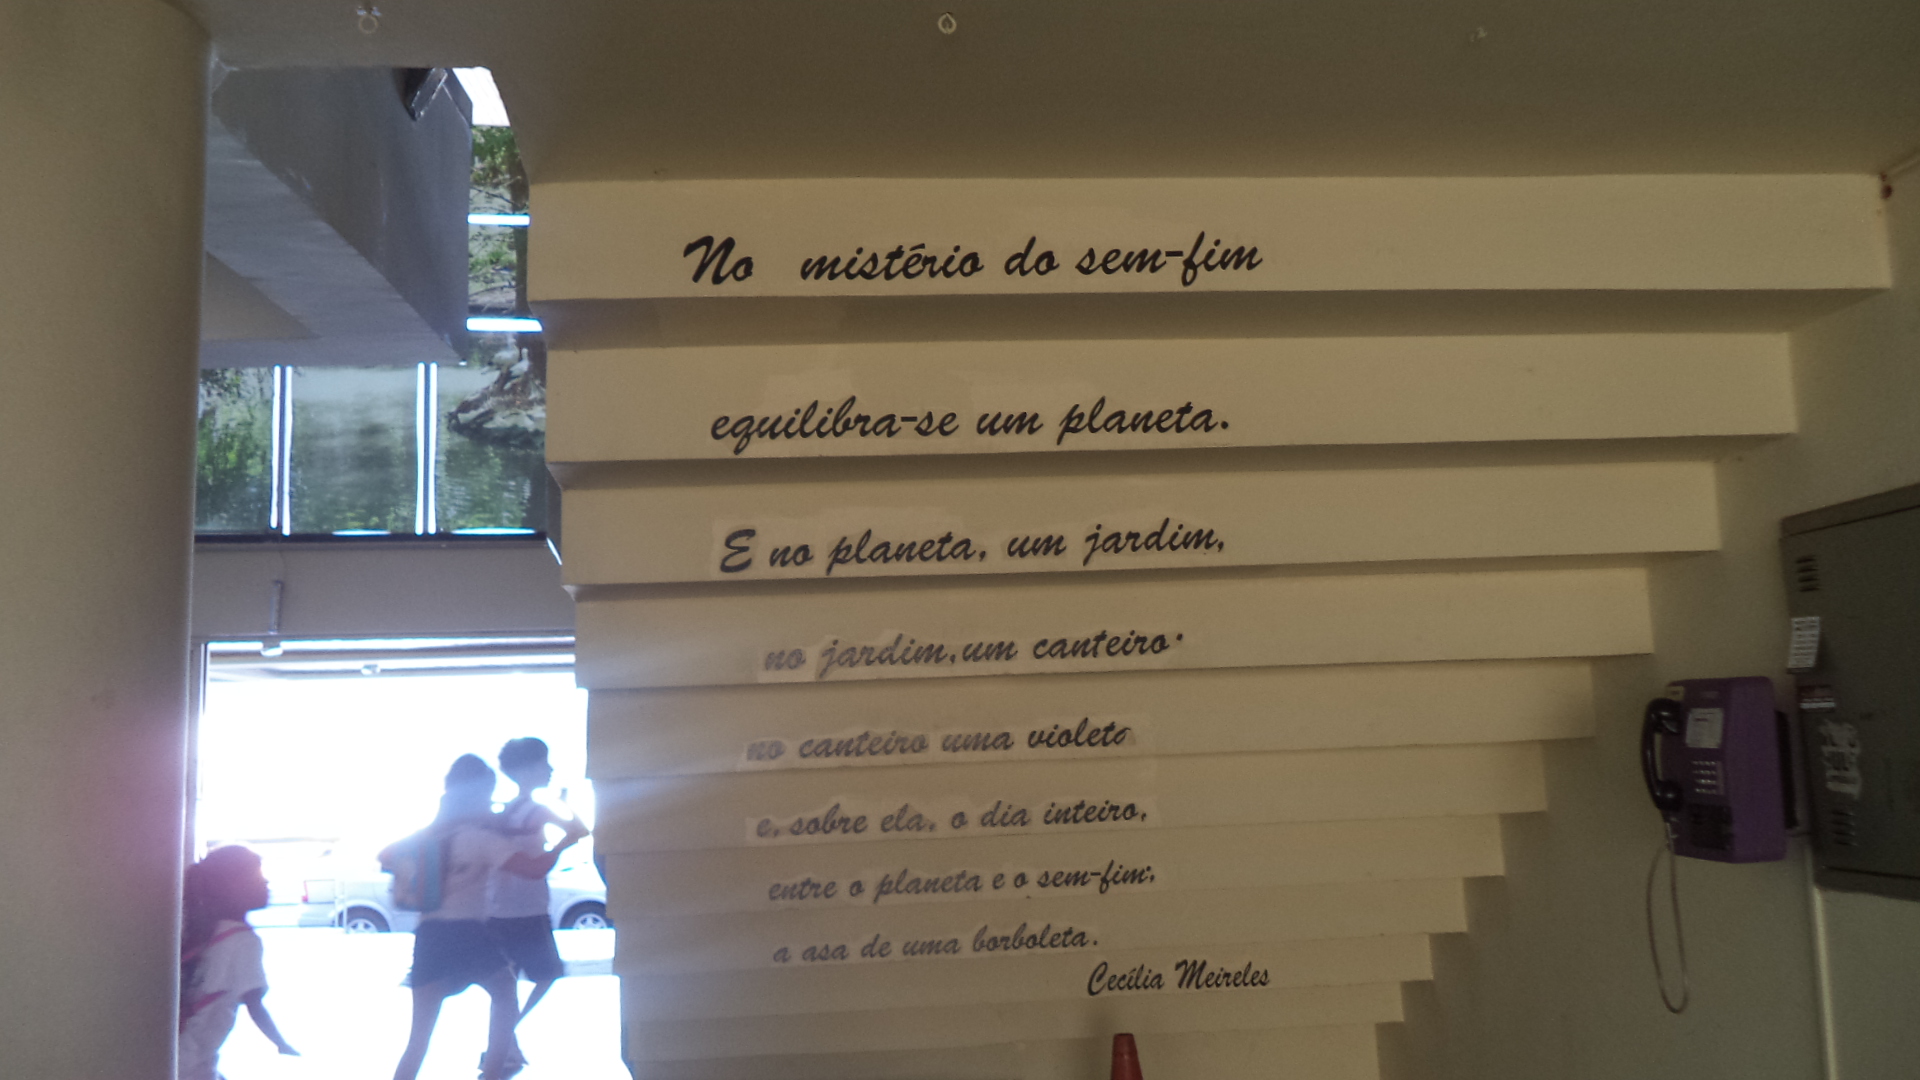 No mistério do sem-fim
equilibra-se um planeta.
E no planeta, um jardim,
no jardim, um canteiro.
no canteiro uma violeta
e, sobre ela, o dia inteiro,
entre o planeta e o sem-fim,
a asa de uma borboleta.
Cecília Meireles